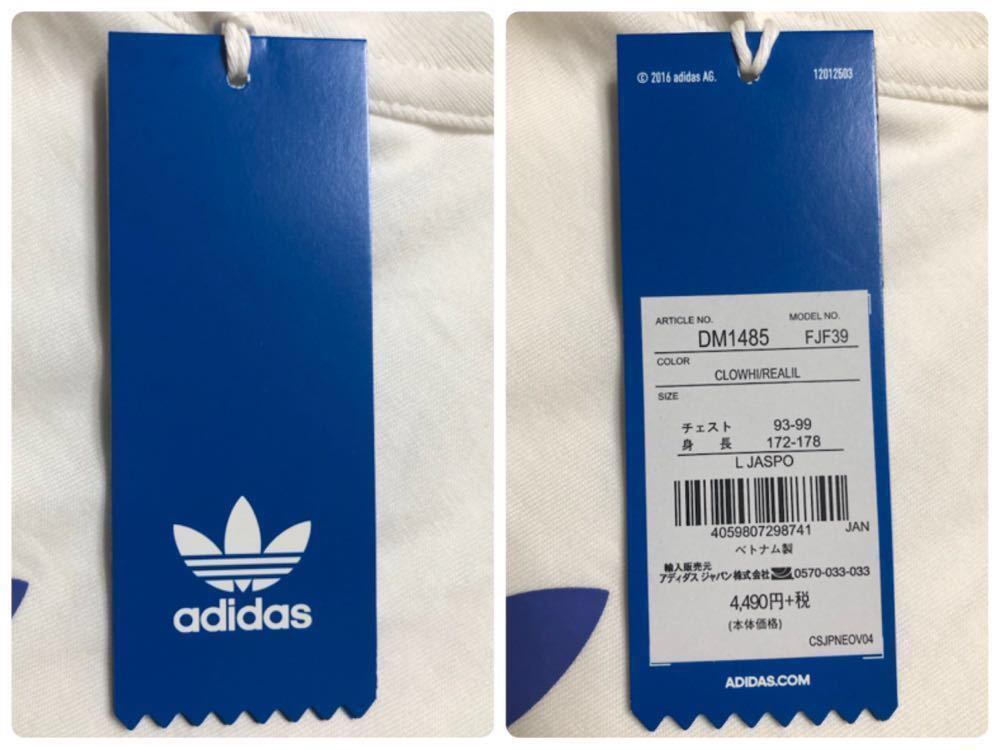 adidas
© 2016 adidas AG. 12012503
ARTICLE NO. MODEL NO.
DM1485 FJF39
COLOR
CLOWHI/REALIL
SIZE
チェスト 93-99
身長 172-178
L JASPO
4059807298741 JAN
ベトナム製
輸入販売元
アディダス ジャパン株式会社 0570-033-033
4,490円+税
(本体価格)
CSJPNEOV04
ADIDAS.COM